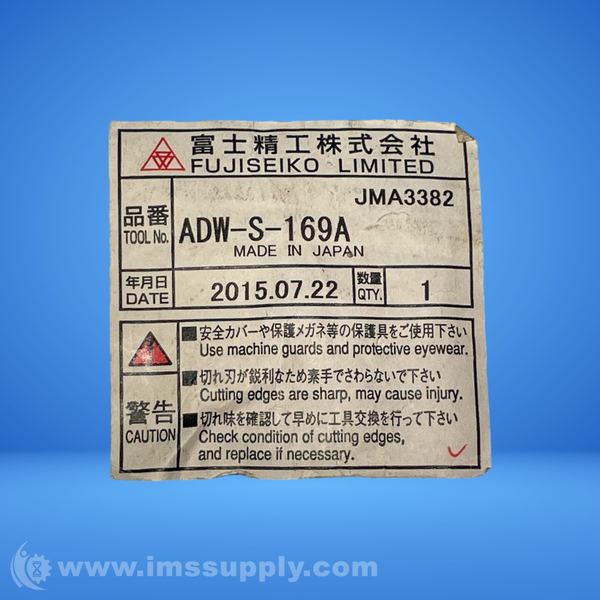 富士精工株式会社
FUJISEIKO LIMITED
JMA3382
品番
TOOL No.
ADW-S-169A
MADE IN JAPAN
年月日
DATE
2015.07.22
数量
QTY.
1
■安全カバーや保護メガネ等の保護具をご使用下さい
Use machine guards and protective eyewear.
■切れ刃が鋭利なため素手でさわらないで下さい
Cutting edges are sharp, may cause injury.
警告
CAUTION
■切れ味を確認して早めに工具交換を行って下さい
Check condition of cutting edges,
and replace if necessary.
www.imssupply.com